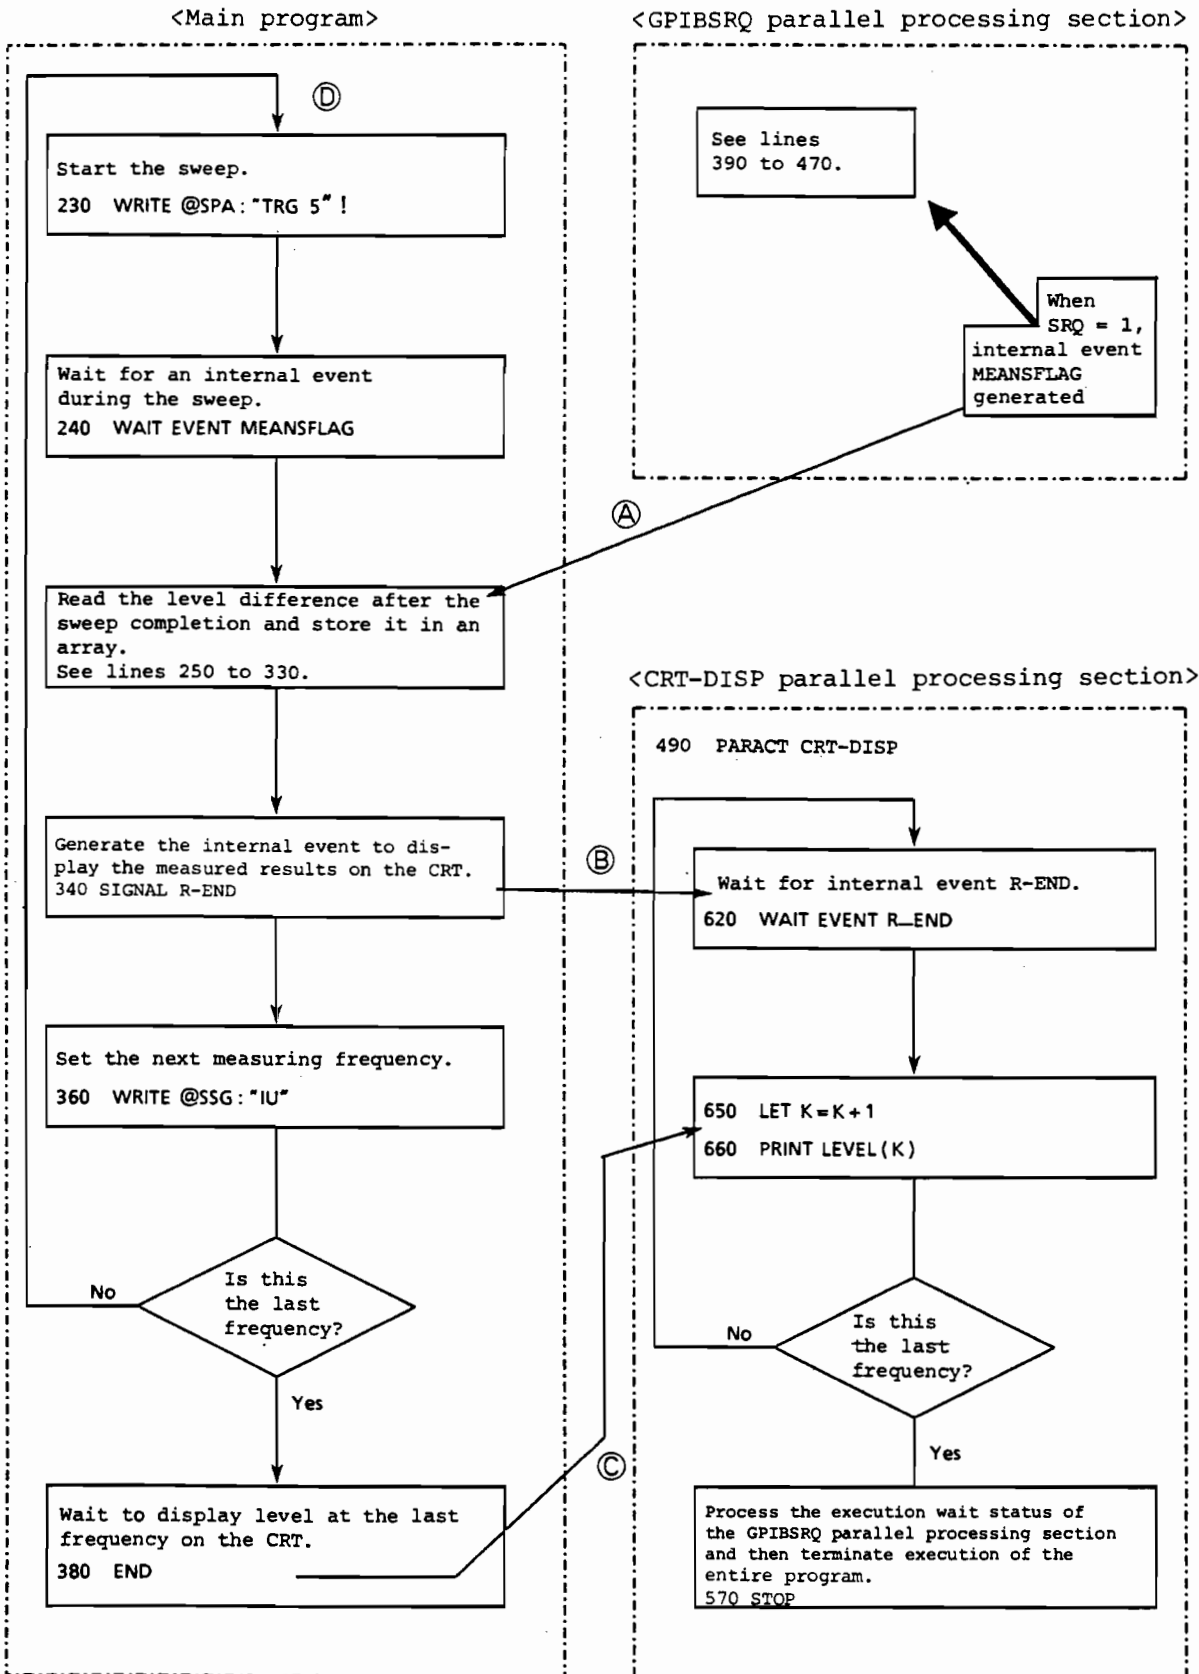 <Main program>
Ⓓ
Start the sweep.
230 WRITE @SPA: "TRG 5" !
Wait for an internal event
during the sweep.
240 WAIT EVENT MEANSFLAG
Read the level difference after the
sweep completion and store it in an
array.
See lines 250 to 330.
Generate the internal event to dis-
play the measured results on the CRT.
340 SIGNAL R-END
Set the next measuring frequency.
360 WRITE @SSG: "IU"
Is this
the last
frequency?
No
Yes
Wait to display level at the last
frequency on the CRT.
380 END
<GPIBSRQ parallel processing section>
See lines
390 to 470.
When
SRQ = 1,
internal event
MEANSFLAG
generated
Ⓐ
<CRT-DISP parallel processing section>
490 PARACT CRT-DISP
Ⓑ
Wait for internal event R-END.
620 WAIT EVENT R_END
650 LET K=K+1
660 PRINT LEVEL(K)
Is this
the last
frequency?
No
Yes
Ⓒ
Process the execution wait status of
the GPIBSRQ parallel processing section
and then terminate execution of the
entire program.
570 STOP